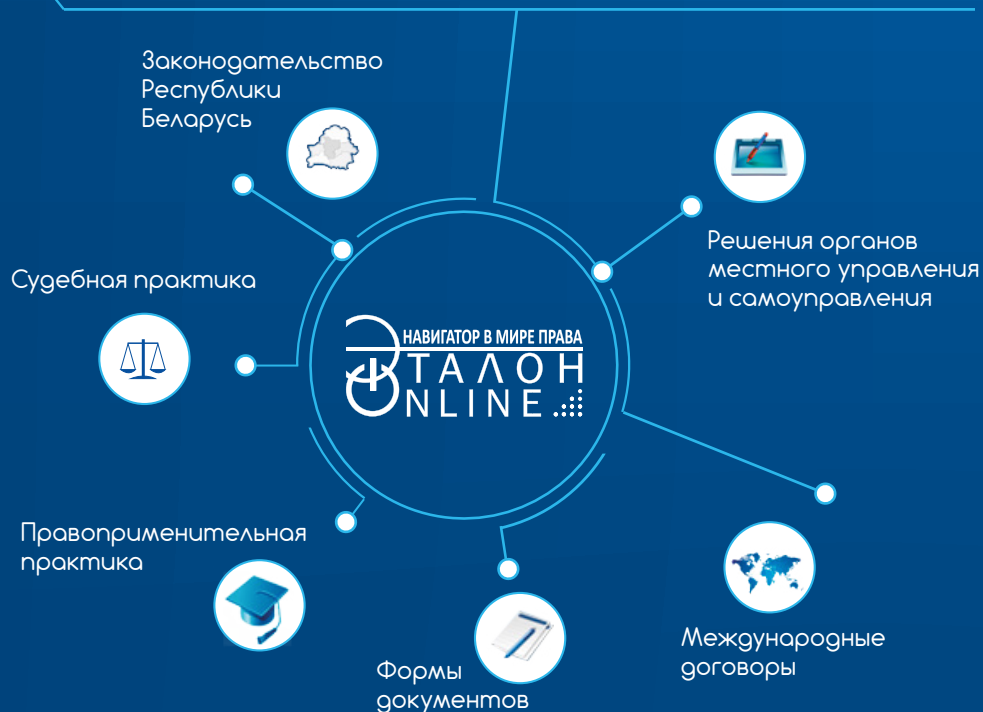 Законодательство
Республики
Беларусь
Решения органов
местного управления
и самоуправления
Судебная практика
НАВИГАТОР В МИРЕ ПРАВА
ЭТАЛОН
ONLINE
Правоприменительная
практика
Формы
документов
Международные
договоры